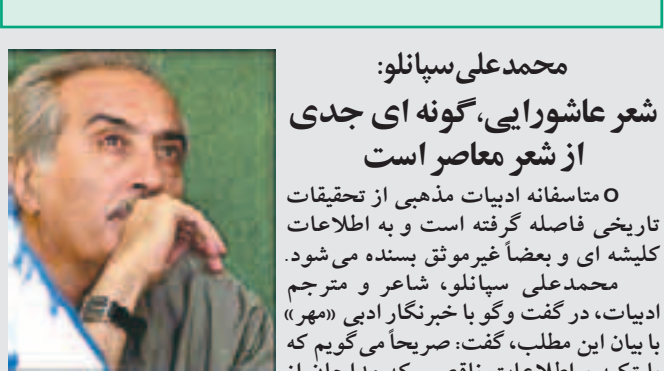 محمدعلی‌سپانلو:
شعر عاشورایی،گونه ای جدی
از شعر معاصر است
o متاسفانه ادبیات مذهبی از تحقیقات
تاریخی فاصله گرفته است و به اطلاعات
کلیشه ای و بعضاً غیرموثق بسنده می‌شود.
محمدعلی سپانلو، شاعر و مترجم
ادبیات، در گفت وگو با خبرنگار ادبی «مهر»
با بیان این مطلب، گفت: صریحاً می‌گویم که